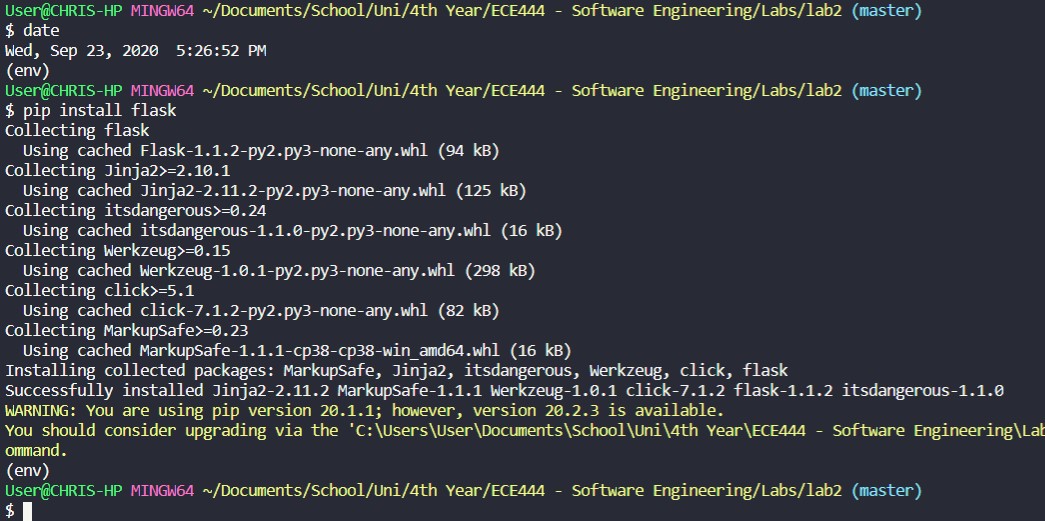 User@CHRIS-HP MINGW64 ~/Documents/School/Uni/4th Year/ECE444 - Software Engineering/Labs/lab2 (master)
$ date
Wed, Sep 23, 2020  5:26:52 PM
(env)
User@CHRIS-HP MINGW64 ~/Documents/School/Uni/4th Year/ECE444 - Software Engineering/Labs/lab2 (master)
$ pip install flask
Collecting flask
  Using cached Flask-1.1.2-py2.py3-none-any.whl (94 kB)
Collecting Jinja2>=2.10.1
  Using cached Jinja2-2.11.2-py2.py3-none-any.whl (125 kB)
Collecting itsdangerous>=0.24
  Using cached itsdangerous-1.1.0-py2.py3-none-any.whl (16 kB)
Collecting Werkzeug>=0.15
  Using cached Werkzeug-1.0.1-py2.py3-none-any.whl (298 kB)
Collecting click>=5.1
  Using cached click-7.1.2-py2.py3-none-any.whl (82 kB)
Collecting MarkupSafe>=0.23
  Using cached MarkupSafe-1.1.1-cp38-cp38-win_amd64.whl (16 kB)
Installing collected packages: MarkupSafe, Jinja2, itsdangerous, Werkzeug, click, flask
Successfully installed Jinja2-2.11.2 MarkupSafe-1.1.1 Werkzeug-1.0.1 click-7.1.2 flask-1.1.2 itsdangerous-1.1.0
WARNING: You are using pip version 20.1.1; however, version 20.2.3 is available.
You should consider upgrading via the 'C:\Users\User\Documents\School\Uni\4th Year\ECE444 - Software Engineering\Lab
ommand.
(env)
User@CHRIS-HP MINGW64 ~/Documents/School/Uni/4th Year/ECE444 - Software Engineering/Labs/lab2 (master)
$